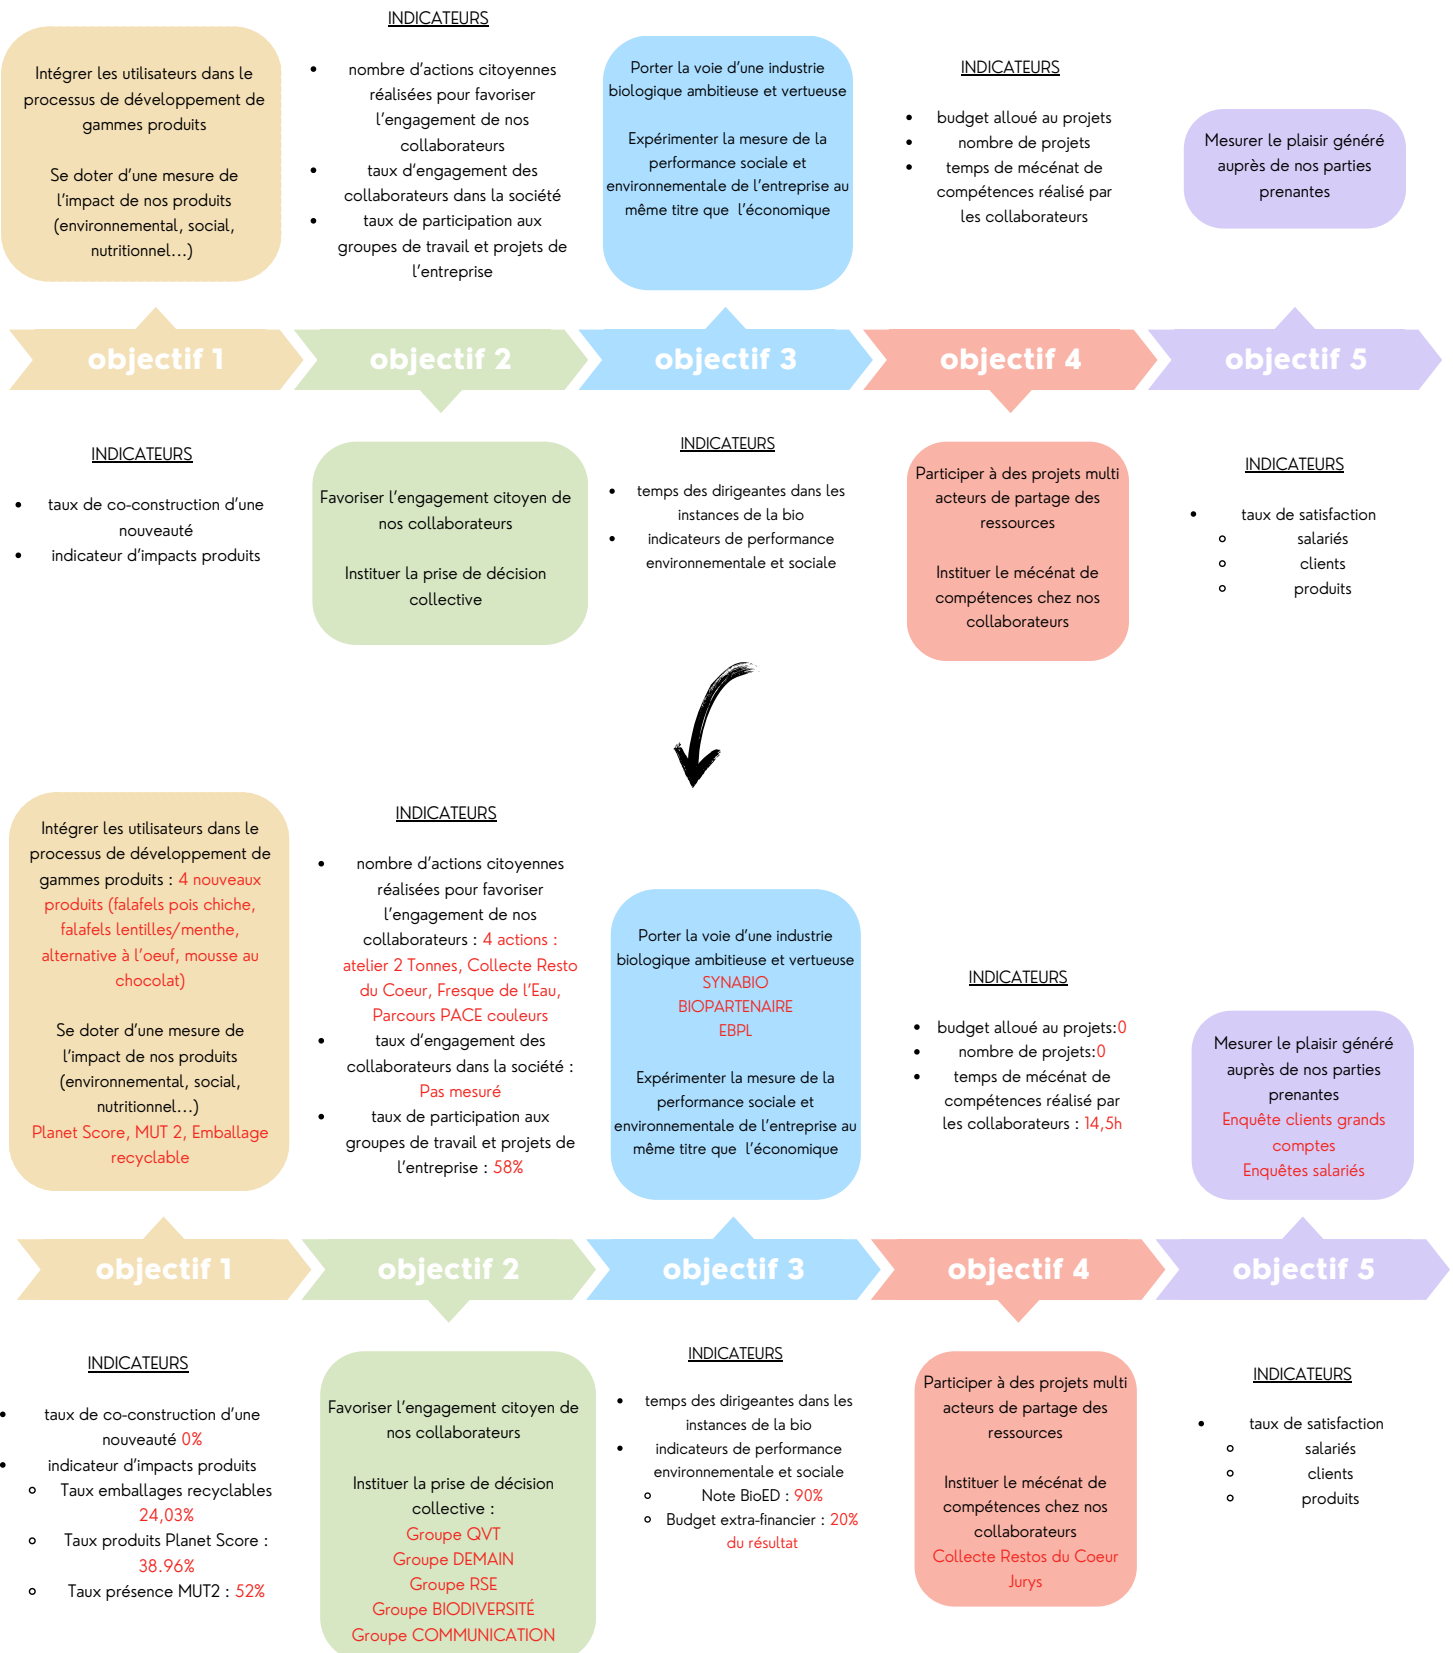 Intégrer les utilisateurs dans le
processus de développement de
gammes produits
Se doter d'une mesure de
l'impact de nos produits
(environnemental, social,
nutritionnel...)
INDICATEURS
• nombre d'actions citoyennes
réalisées pour favoriser
l'engagement de nos
collaborateurs
• taux d'engagement des
collaborateurs dans la société
• taux de participation aux
groupes de travail et projets de
l'entreprise
Porter la voie d'une industrie
biologique ambitieuse et vertueuse
Expérimenter la mesure de la
performance sociale et
environnementale de l'entreprise au
même titre que l'économique
INDICATEURS
• budget alloué au projets
• nombre de projets
• temps de mécénat de
compétences réalisé par
les collaborateurs
Mesurer le plaisir généré
auprès de nos parties
prenantes
objectif 1
objectif 2
objectif 3
objectif 4
objectif 5
INDICATEURS
• taux de co-construction d'une
nouveauté
• indicateur d'impacts produits
Favoriser l'engagement citoyen de
nos collaborateurs
Instituer la prise de décision
collective
INDICATEURS
• temps des dirigeantes dans les
instances de la bio
• indicateurs de performance
environnementale et sociale
Participer à des projets multi
acteurs de partage des
ressources
Instituer le mécénat de
compétences chez nos
collaborateurs
INDICATEURS
• taux de satisfaction
○ salariés
○ clients
○ produits
Intégrer les utilisateurs dans le
processus de développement de
gammes produits : 4 nouveaux
produits (falafels pois chiche,
falafels lentilles/menthe,
alternative à l'oeuf, mousse au
chocolat)
Se doter d'une mesure de
l'impact de nos produits
(environnemental, social,
nutritionnel...)
Planet Score, MUT 2, Emballage
recyclable
INDICATEURS
• nombre d'actions citoyennes
réalisées pour favoriser
l'engagement de nos
collaborateurs : 4 actions :
atelier 2 Tonnes, Collecte Resto
du Coeur, Fresque de l'Eau,
Parcours PACE couleurs
• taux d'engagement des
collaborateurs dans la société :
Pas mesuré
• taux de participation aux
groupes de travail et projets de
l'entreprise : 58%
Porter la voie d'une industrie
biologique ambitieuse et vertueuse
SYNABIO
BIOPARTENAIRE
EBPL
Expérimenter la mesure de la
performance sociale et
environnementale de l'entreprise au
même titre que l'économique
INDICATEURS
• budget alloué au projets:0
• nombre de projets:0
• temps de mécénat de
compétences réalisé par
les collaborateurs : 14,5h
Mesurer le plaisir généré
auprès de nos parties
prenantes
Enquête clients grands
comptes
Enquêtes salariés
objectif 1
objectif 2
objectif 3
objectif 4
objectif 5
INDICATEURS
• taux de co-construction d'une
nouveauté 0%
• indicateur d'impacts produits
○ Taux emballages recyclables
24,03%
○ Taux produits Planet Score :
38.96%
○ Taux présence MUT2 : 52%
Favoriser l'engagement citoyen de
nos collaborateurs
Instituer la prise de décision
collective :
Groupe QVT
Groupe DEMAIN
Groupe RSE
Groupe BIODIVERSITÉ
Groupe COMMUNICATION
INDICATEURS
• temps des dirigeantes dans les
instances de la bio
• indicateurs de performance
environnementale et sociale
○ Note BioED : 90%
○ Budget extra-financier : 20%
du résultat
Participer à des projets multi
acteurs de partage des
ressources
Instituer le mécénat de
compétences chez nos
collaborateurs
Collecte Restos du Coeur
Jurys
INDICATEURS
• taux de satisfaction
○ salariés
○ clients
○ produits